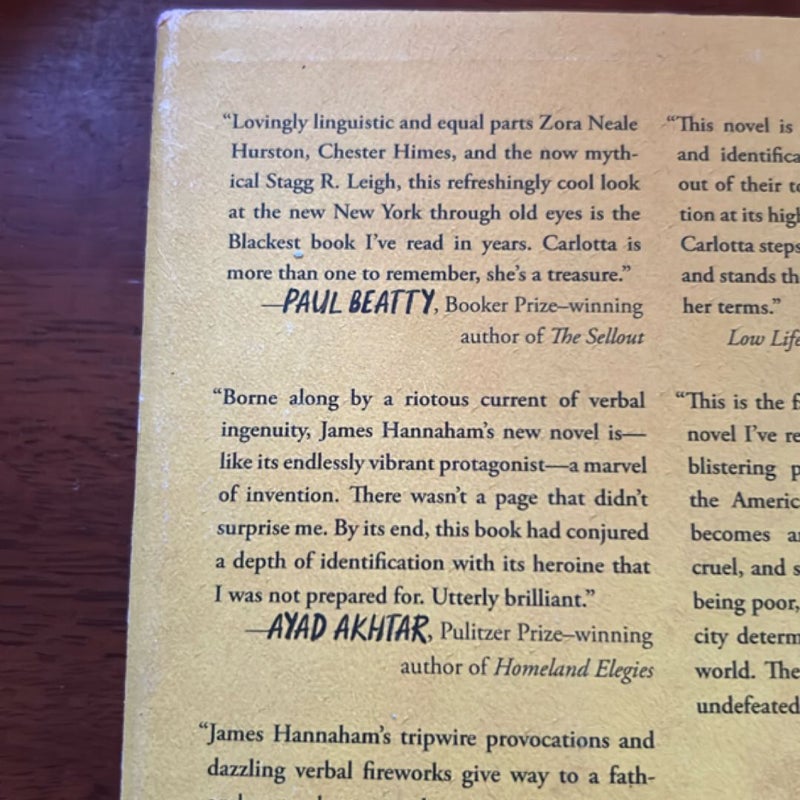 “Lovingly linguistic and equal parts Zora Neale
Hurston, Chester Himes, and the now myth-
ical Stagg R. Leigh, this refreshingly cool look
at the new New York through old eyes is the
Blackest book I’ve read in years. Carlotta is
more than one to remember, she’s a treasure.”
—PAUL BEATTY, Booker Prize–winning
author of The Sellout
“Borne along by a riotous current of verbal
ingenuity, James Hannaham’s new novel is—
like its endlessly vibrant protagonist—a marvel
of invention. There wasn’t a page that didn’t
surprise me. By its end, this book had conjured
a depth of identification with its heroine that
I was not prepared for. Utterly brilliant.”
—AYAD AKHTAR, Pulitzer Prize–winning
author of Homeland Elegies
“James Hannaham’s tripwire provocations and
dazzling verbal fireworks give way to a fath-
“This novel is
and identifica
out of their
tion at its high
Carlotta steps
and stands th
her terms.”
Low Life
“This is the
novel I’ve re
blistering
the Americ
becomes
cruel, and s
being poor,
city determ
world. The
undefeated